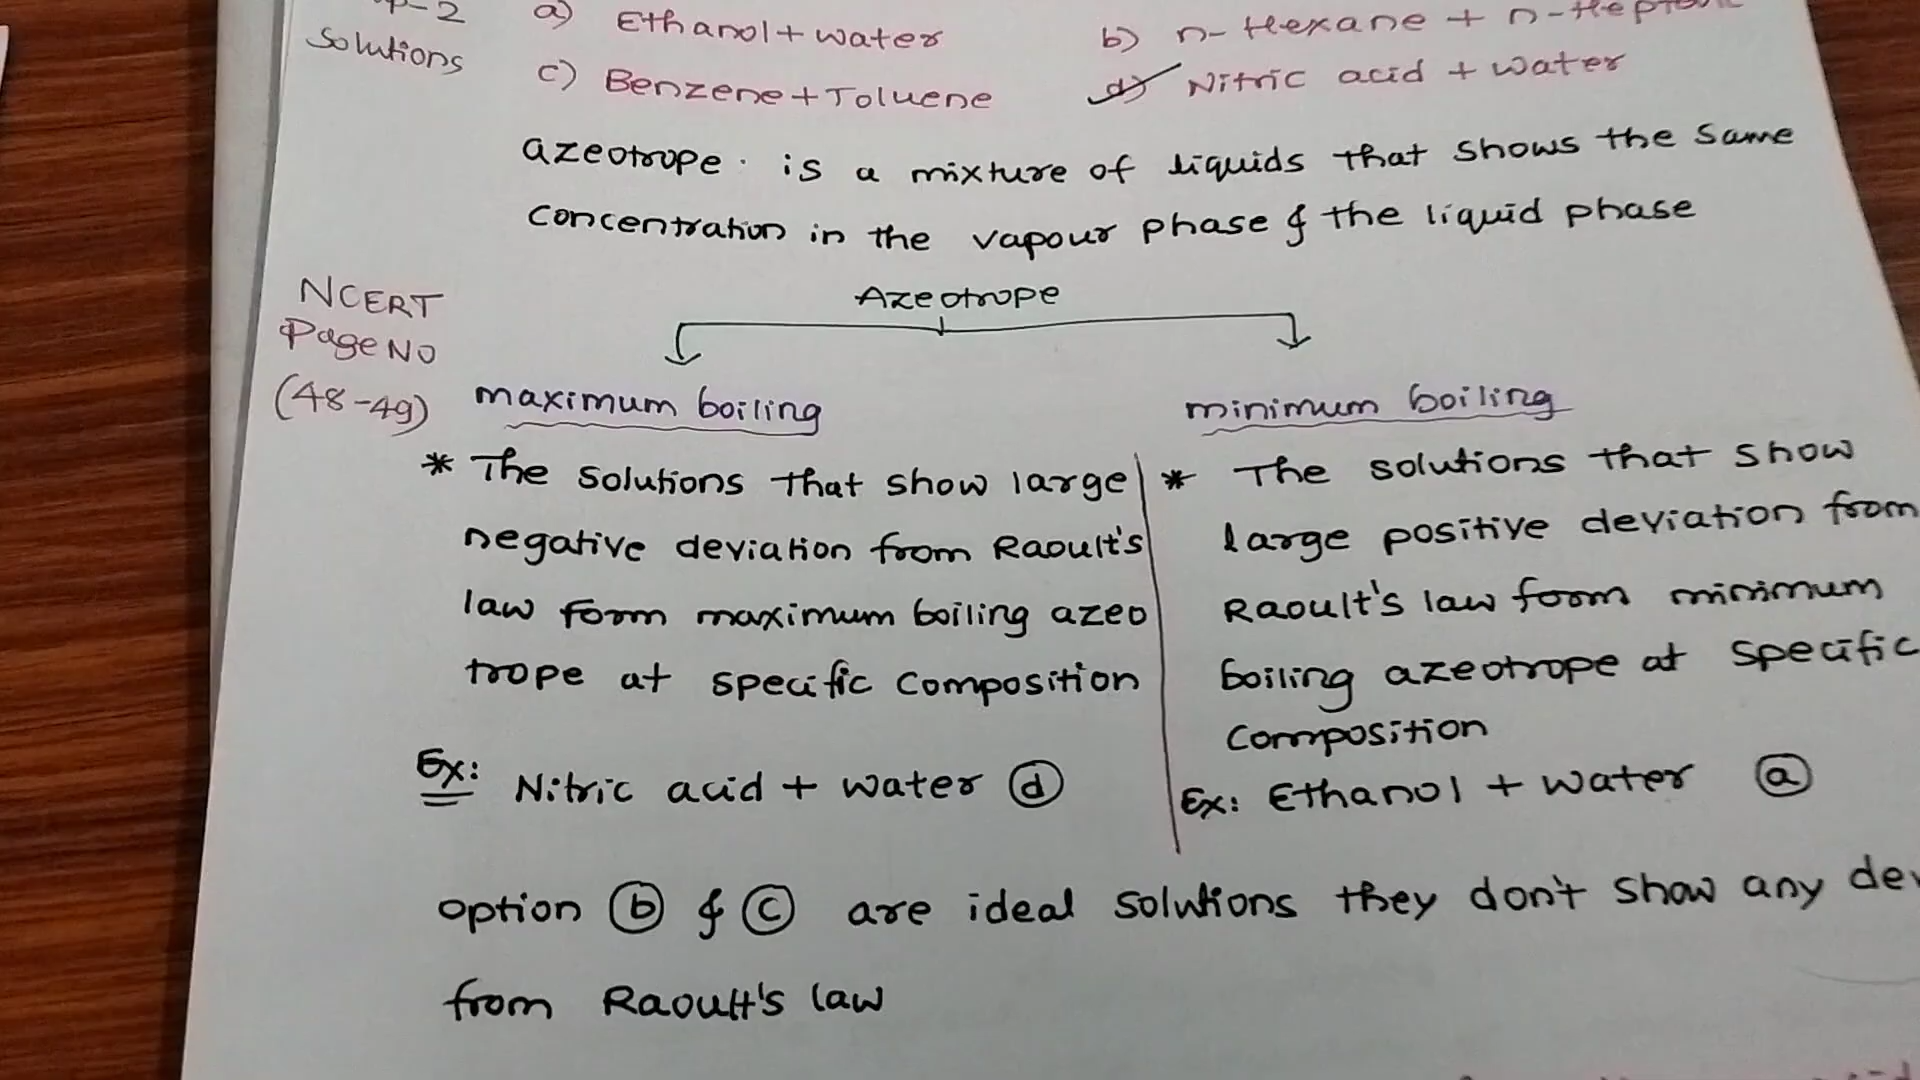 Solutions
a) Ethanol + water
b) n-Hexane + n-
c) Benzene + Toluene
d) Nitric acid + water
azeotrope. is a mixture of liquids that shows the same
concentration in the vapour phase & the liquid phase
NCERT
Page No
(48-49)
Azeotrope
maximum boiling
* The solutions that show large
negative deviation from Raoult's
law form maximum boiling azeo
trope at specific composition
Ex: Nitric acid + water (d)
minimum boiling
* The solutions that show
large positive deviation from
Raoult's law form minimum
boiling azeotrope at specific
composition
Ex: Ethanol + water (a)
option (b) & (c) are ideal solutions they don't show any
from Raoult's law